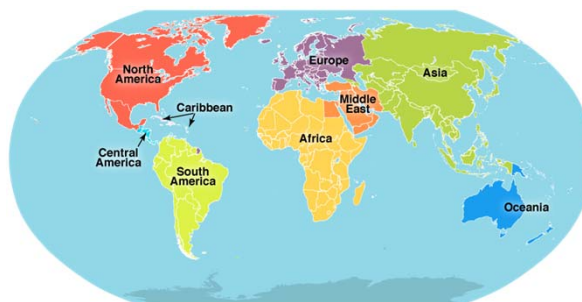 North
America
Caribbean
Central
America
South
America
Europe
Asia
Middle
East
Africa
Oceania